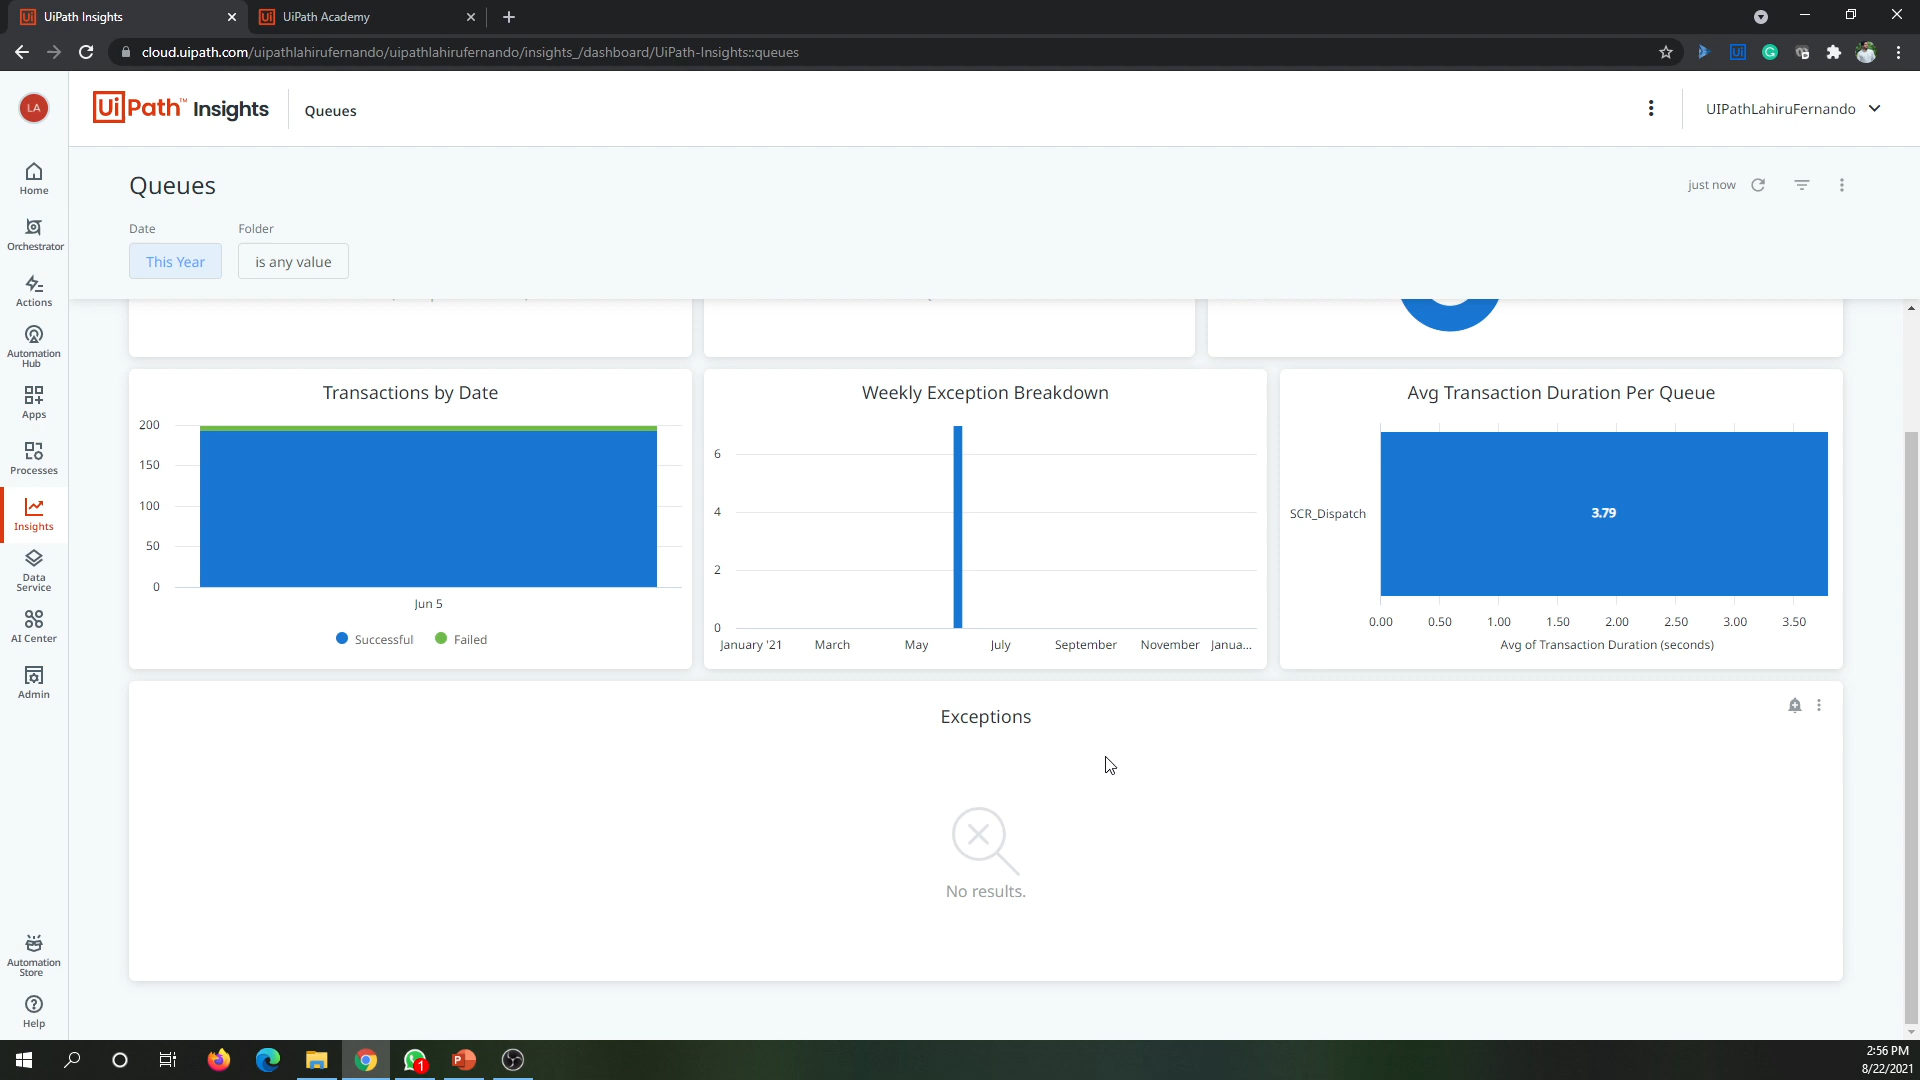 UiPath Insights
UiPath Academy
cloud.uipath.com/uipathlahirufernando/uipathlahirufernando/insights_/dashboard/UiPath-Insights::queues
LA
UiPath™ Insights
Queues
UIPathLahiruFernando
Home
Orchestrator
Actions
Automation
Hub
Apps
Processes
Insights
Data
Service
AI Center
Admin
Automation
Store
Help
Queues
just now
Date
Folder
This Year
is any value
Transactions by Date
200
150
100
50
0
Jun 5
Successful
Failed
Weekly Exception Breakdown
6
4
2
0
January '21
March
May
July
September
November
Janua...
Avg Transaction Duration Per Queue
SCR_Dispatch
3.79
0.00
0.50
1.00
1.50
2.00
2.50
3.00
3.50
Avg of Transaction Duration (seconds)
Exceptions
No results.
1
2:56 PM
8/22/2021